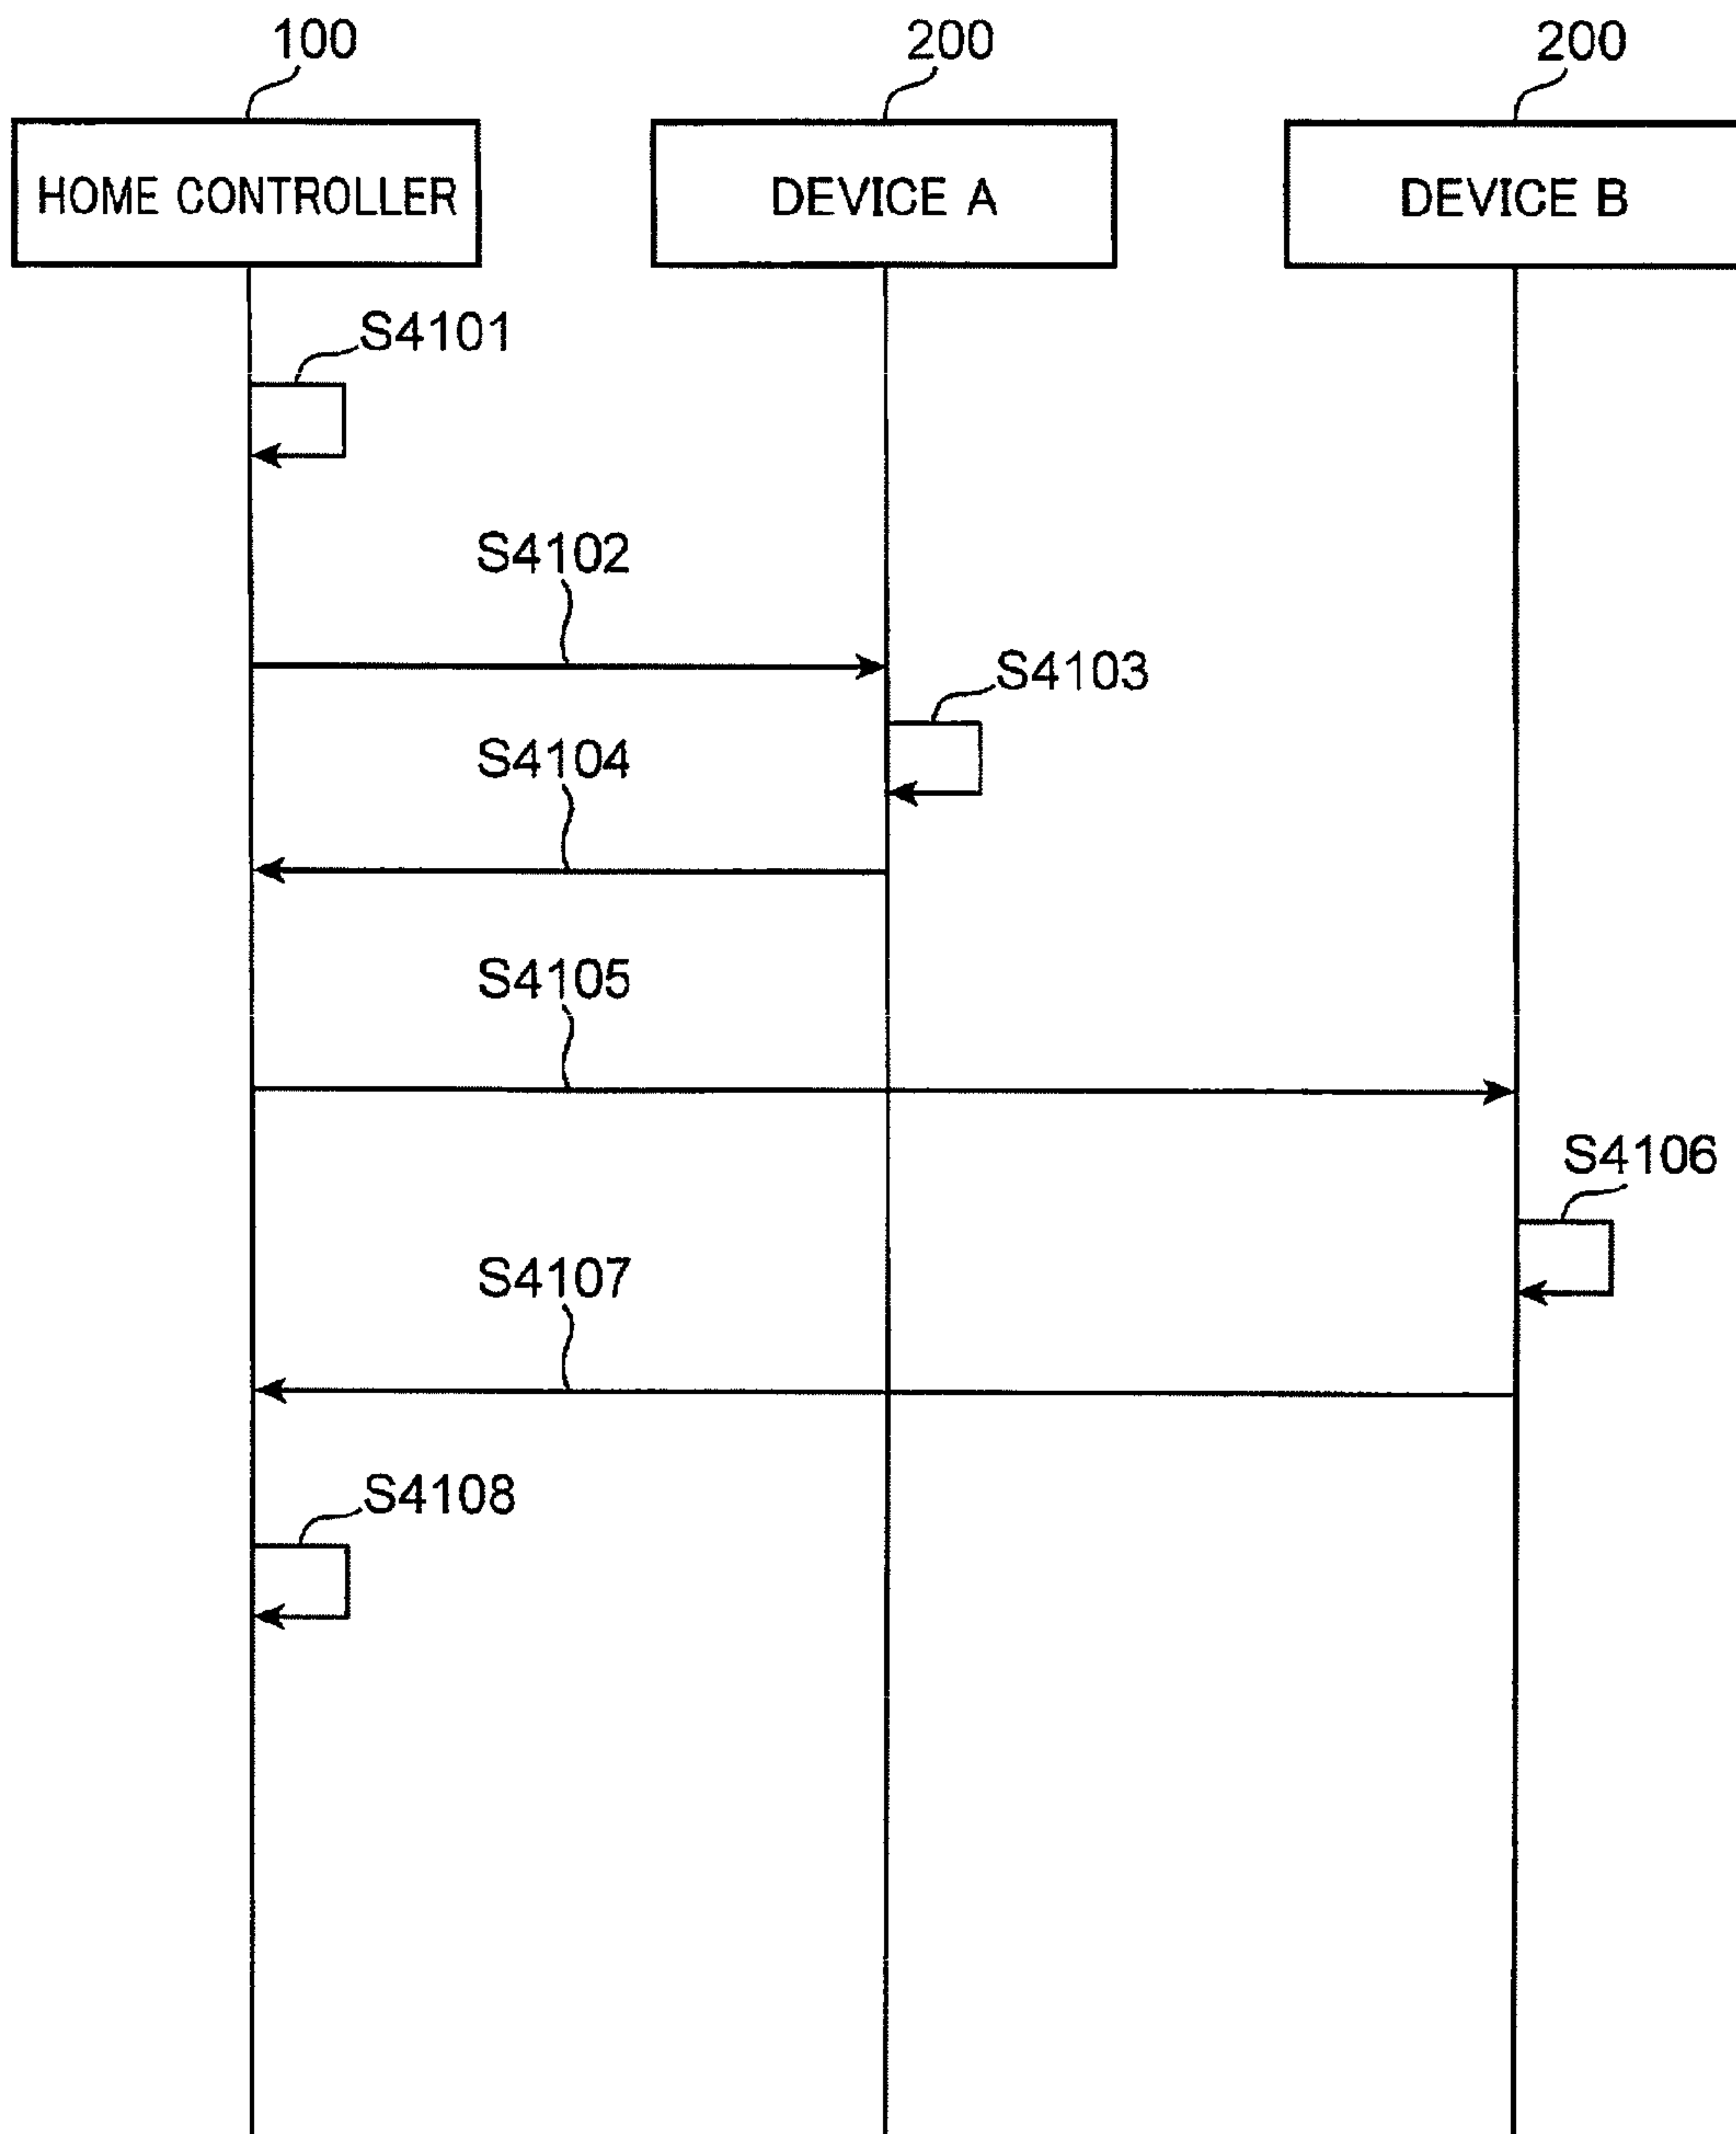 100
200
200
HOME CONTROLLER
DEVICE A
DEVICE B
S4101
S4102
S4103
S4104
S4105
S4106
S4107
S4108